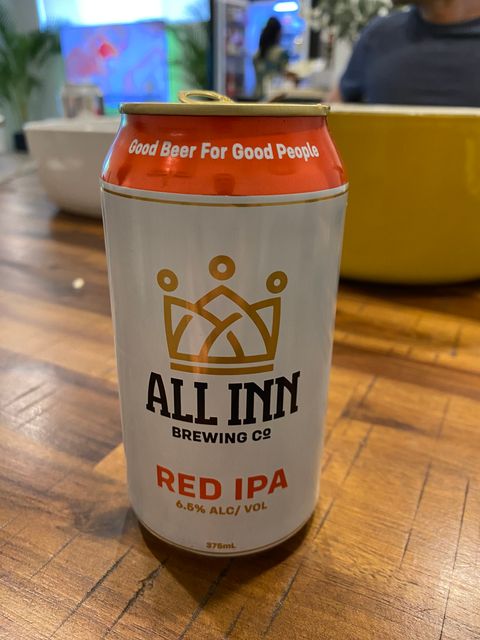 Good Beer For Good People
ALL INN
BREWING Cº
RED IPA
6.5% ALC/ VOL
375mL